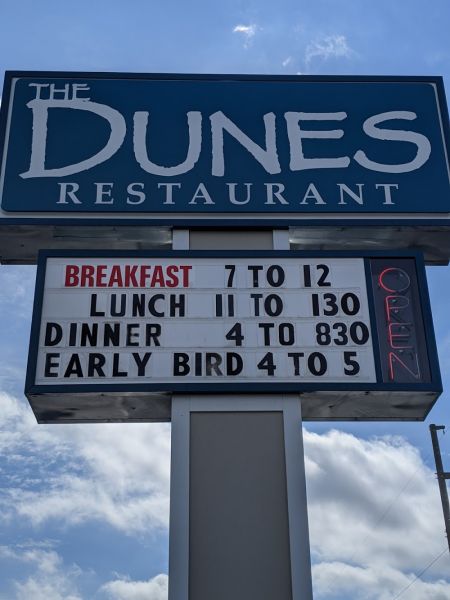 THE
DUNES
RESTAURANT
BREAKFAST 7 TO 12
LUNCH 11 TO 130
DINNER 4 TO 830
EARLY BIRD 4 TO 5
OPEN